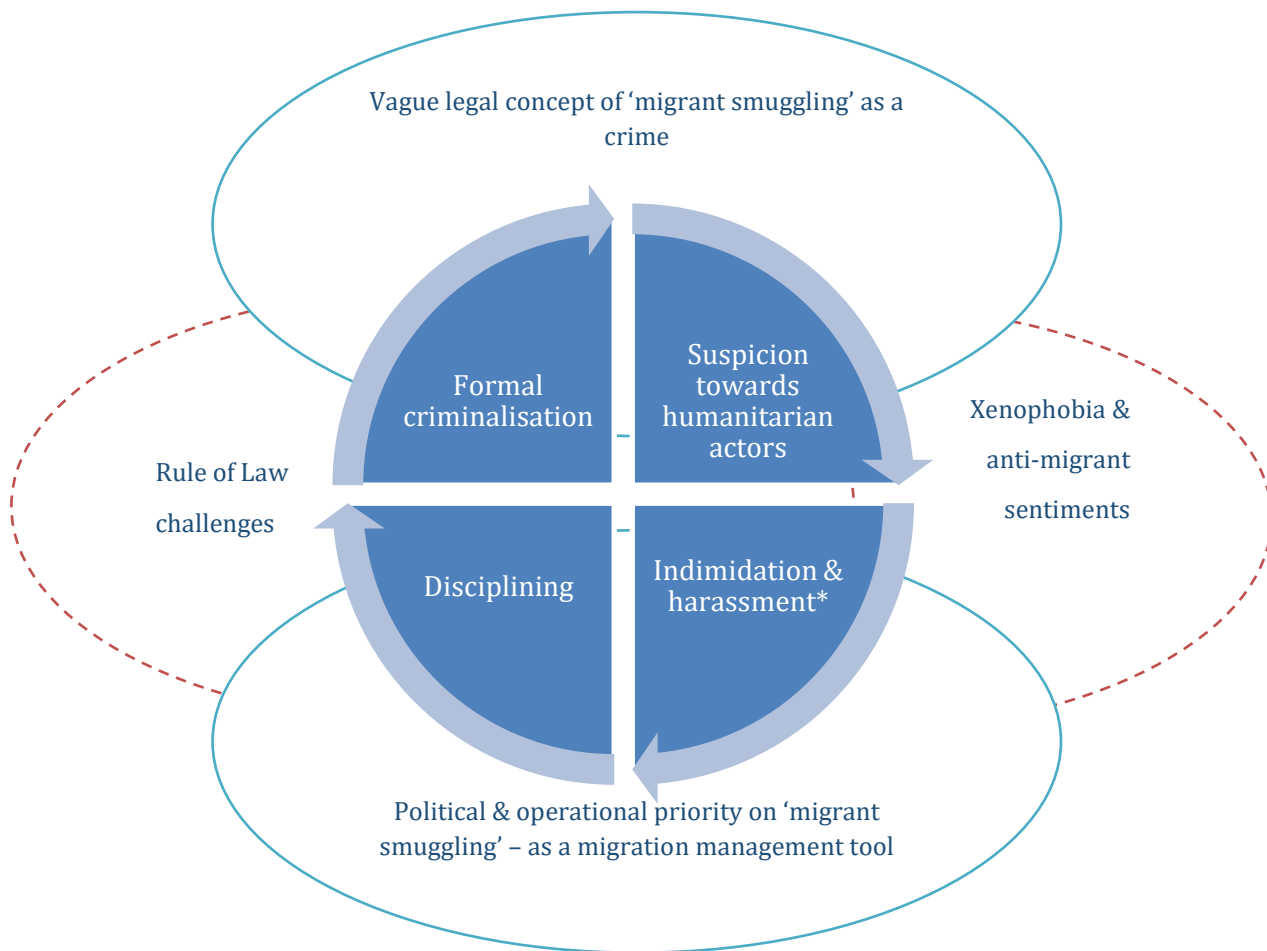 Vague legal concept of ‘migrant smuggling’ as a
crime
Formal
criminalisation
Suspicion
towards
humanitarian
actors
Xenophobia &
anti-migrant
sentiments
Rule of Law
challenges
Disciplining
Indimidation &
harassment*
Political & operational priority on ‘migrant
smuggling’ – as a migration management tool